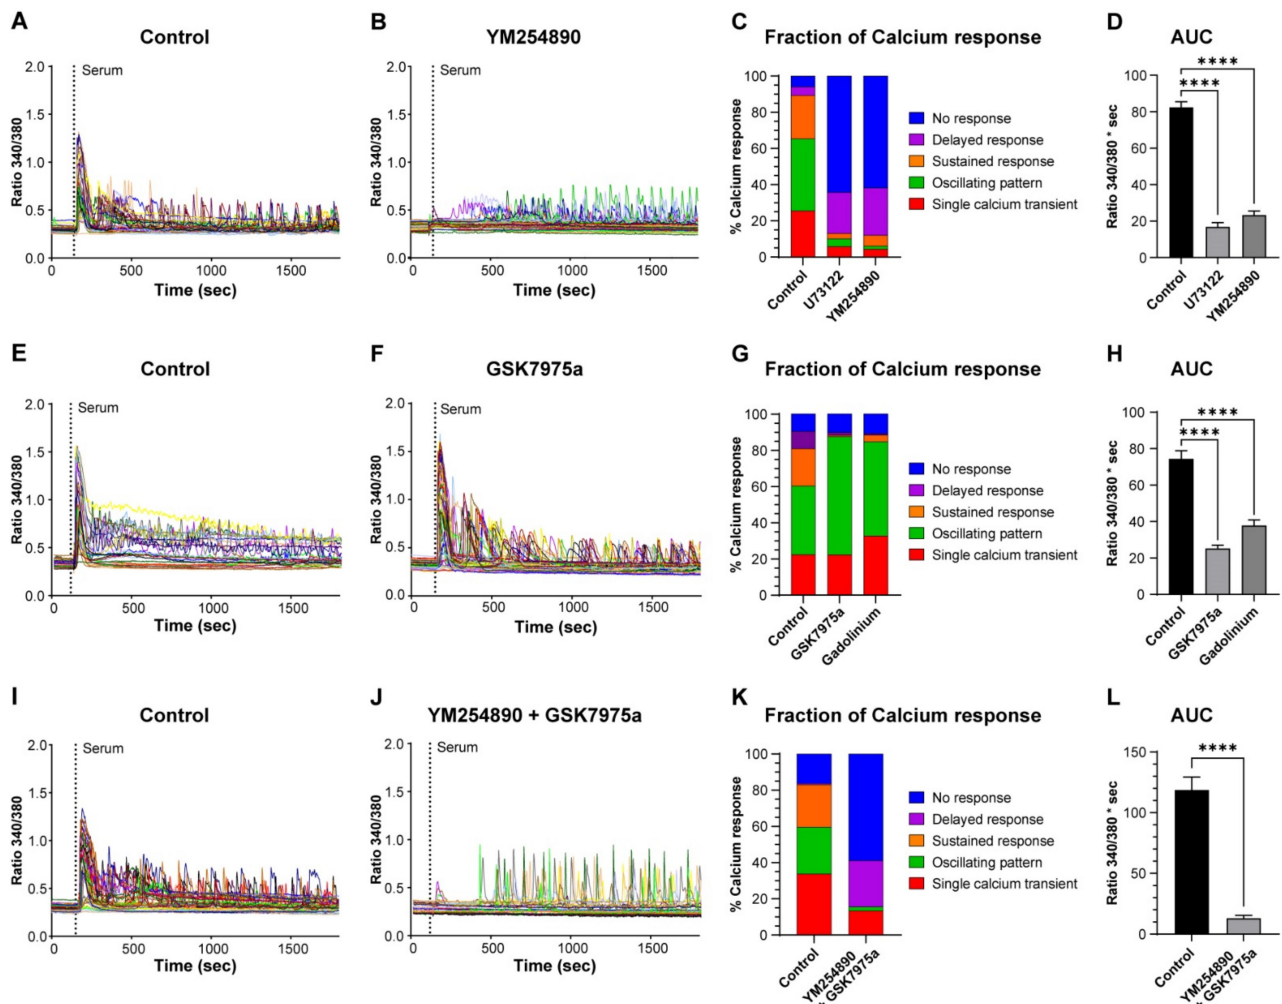 A
Control
2.0
1.5
1.0
0.5
0.0
Ratio 340/380
Serum
0
500
1000
1500
Time (sec)
B
YM254890
2.0
1.5
1.0
0.5
0.0
Ratio 340/380
Serum
0
500
1000
1500
Time (sec)
C
Fraction of Calcium response
100
80
60
40
20
0
% Calcium response
Control
U73122
YM254890
No response
Delayed response
Sustained response
Oscillating pattern
Single calcium transient
D
AUC
100
80
60
40
20
0
Ratio 340/380 * sec
****
****
Control
U73122
YM254890
E
Control
2.0
1.5
1.0
0.5
0.0
Ratio 340/380
Serum
0
500
1000
1500
Time (sec)
F
GSK7975a
2.0
1.5
1.0
0.5
0.0
Ratio 340/380
Serum
0
500
1000
1500
Time (sec)
G
Fraction of Calcium response
100
80
60
40
20
0
% Calcium response
Control
GSK7975a
Gadolinium
No response
Delayed response
Sustained response
Oscillating pattern
Single calcium transient
H
AUC
100
80
60
40
20
0
Ratio 340/380 * sec
****
****
Control
GSK7975a
Gadolinium
I
Control
2.0
1.5
1.0
0.5
0.0
Ratio 340/380
Serum
0
500
1000
1500
Time (sec)
J
YM254890 + GSK7975a
2.0
1.5
1.0
0.5
0.0
Ratio 340/380
Serum
0
500
1000
1500
Time (sec)
K
Fraction of Calcium response
100
80
60
40
20
0
% Calcium response
Control
YM254890
+ GSK7975a
No response
Delayed response
Sustained response
Oscillating pattern
Single calcium transient
L
AUC
150
100
50
0
Ratio 340/380 * sec
****
Control
YM254890
+ GSK7975a